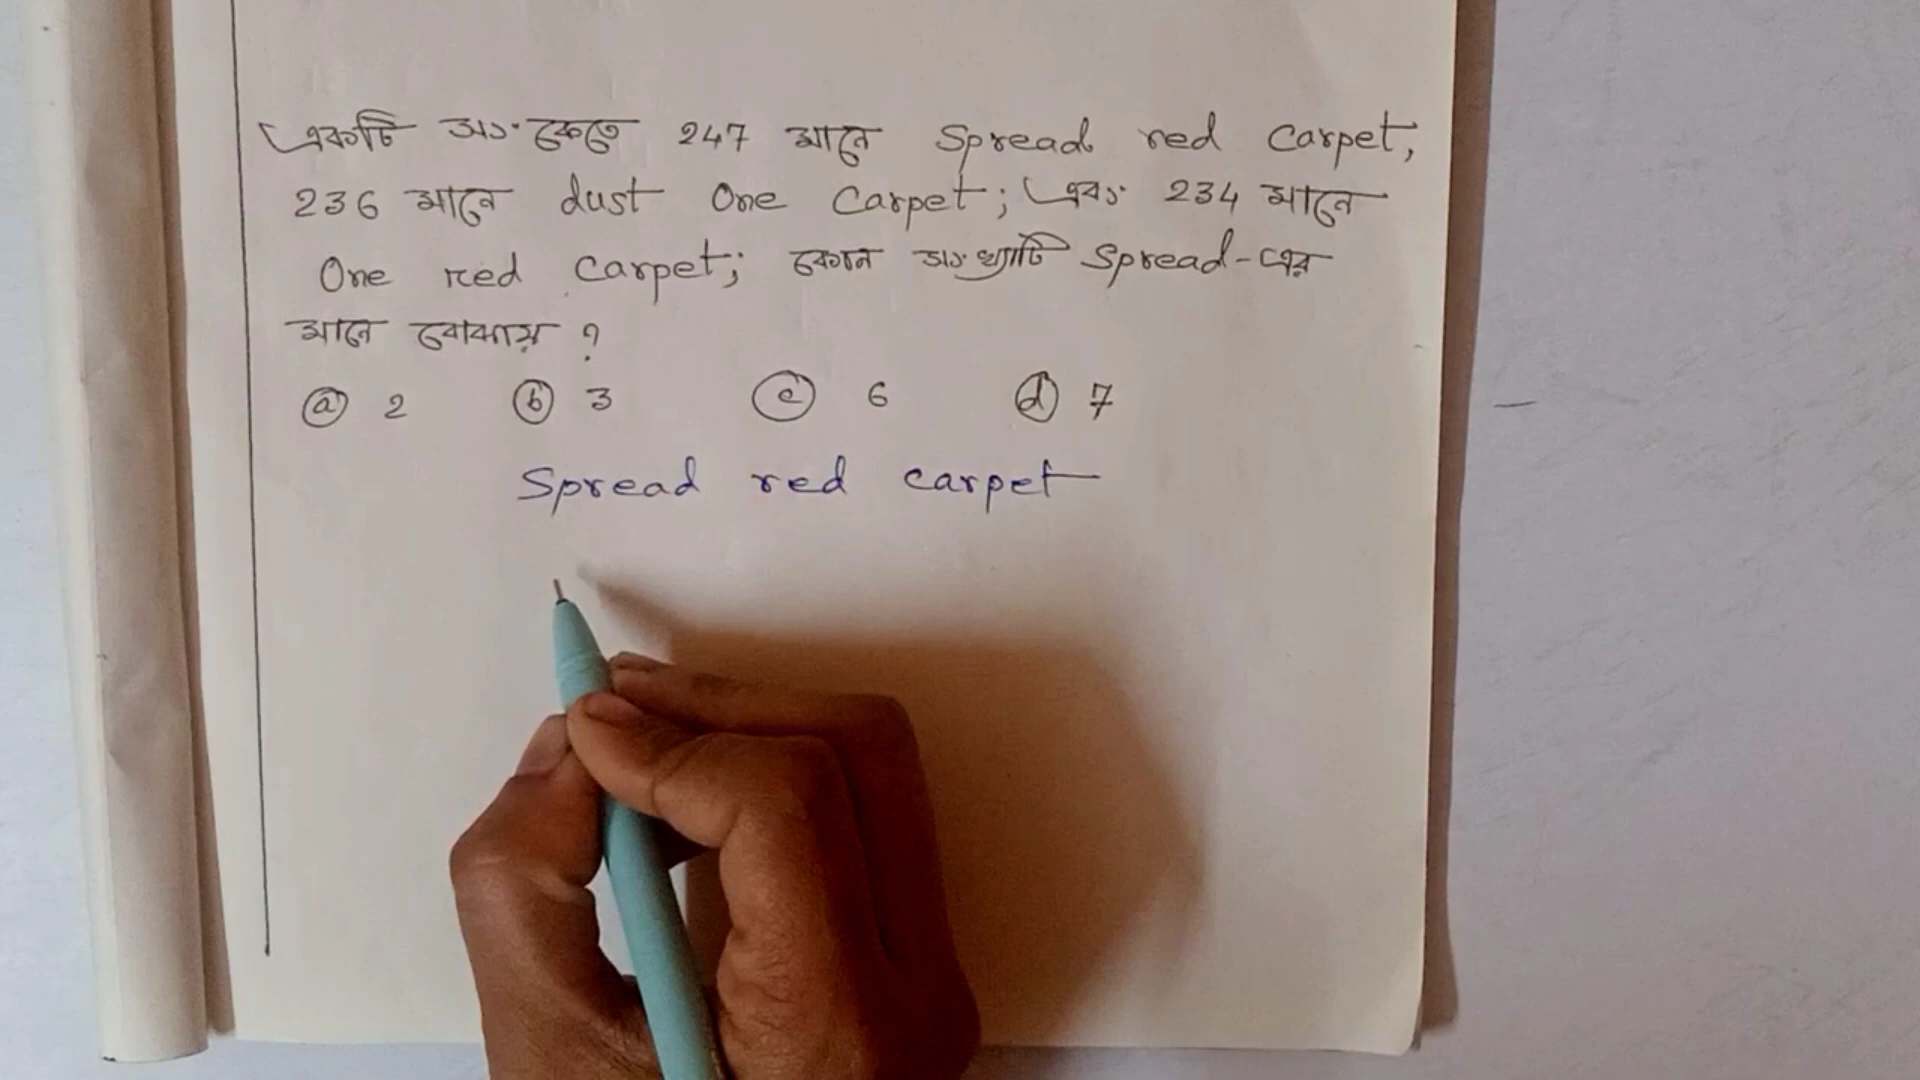 একটি সংকেতে 247 মানে Spread red carpet;
236 মানে dust One Carpet; এবং 234 মানে
One red Carpet; কোন সংখ্যাটি Spread-এর
মানে বোঝায় ?
ⓐ 2 ⓑ 3 ⓒ 6 ⓓ 7
Spread red carpet